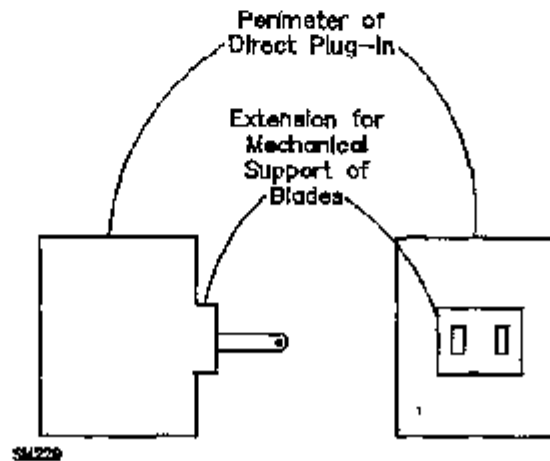 Perimeter of
Direct Plug-In
Extension for
Mechanical
Support of
Blades
SM229